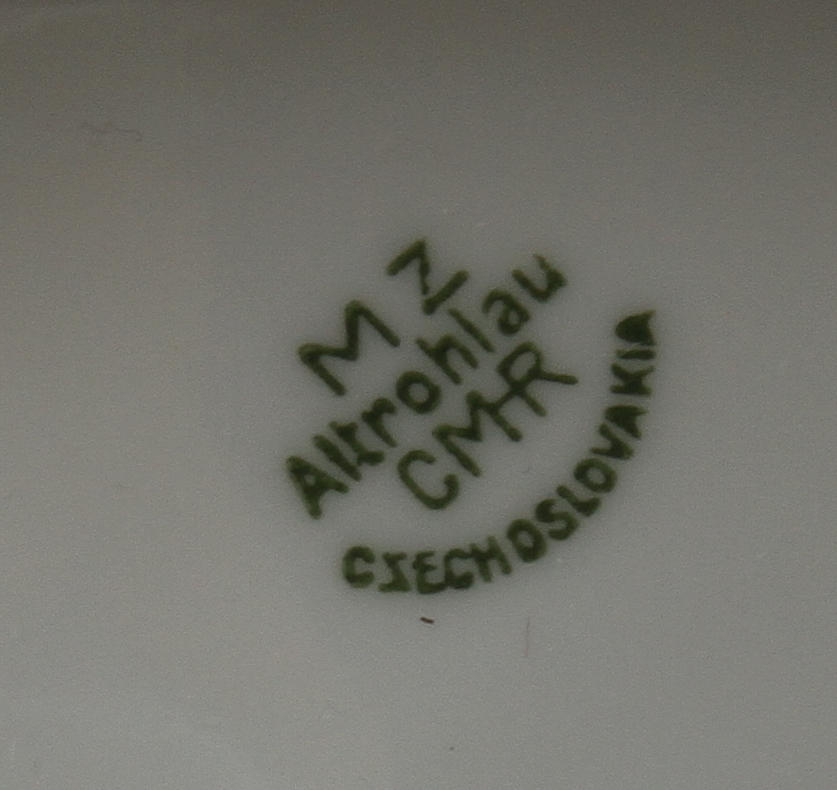 M Z
Altrohlau
CMR
CZECHOSLOVAKIA